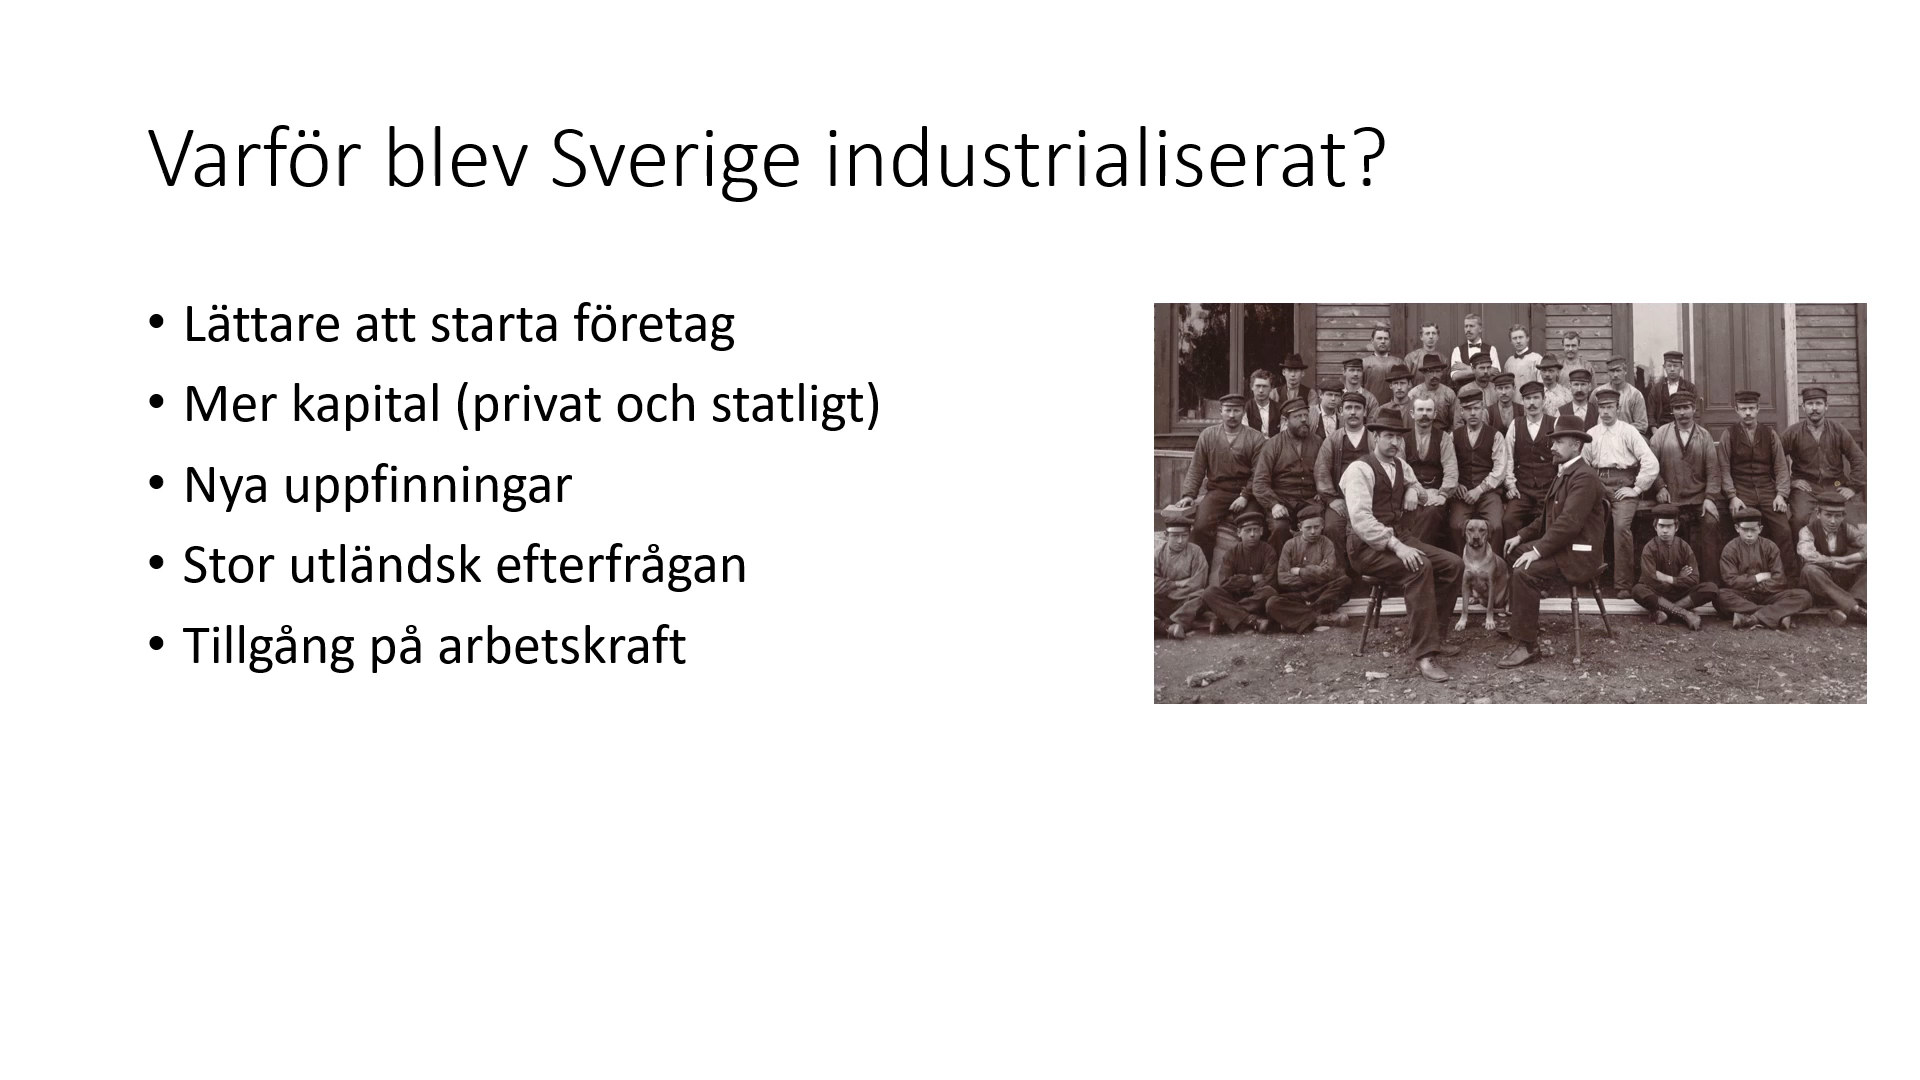 Varför blev Sverige industrialiserat?
• Lättare att starta företag
• Mer kapital (privat och statligt)
• Nya uppfinningar
• Stor utländsk efterfrågan
• Tillgång på arbetskraft